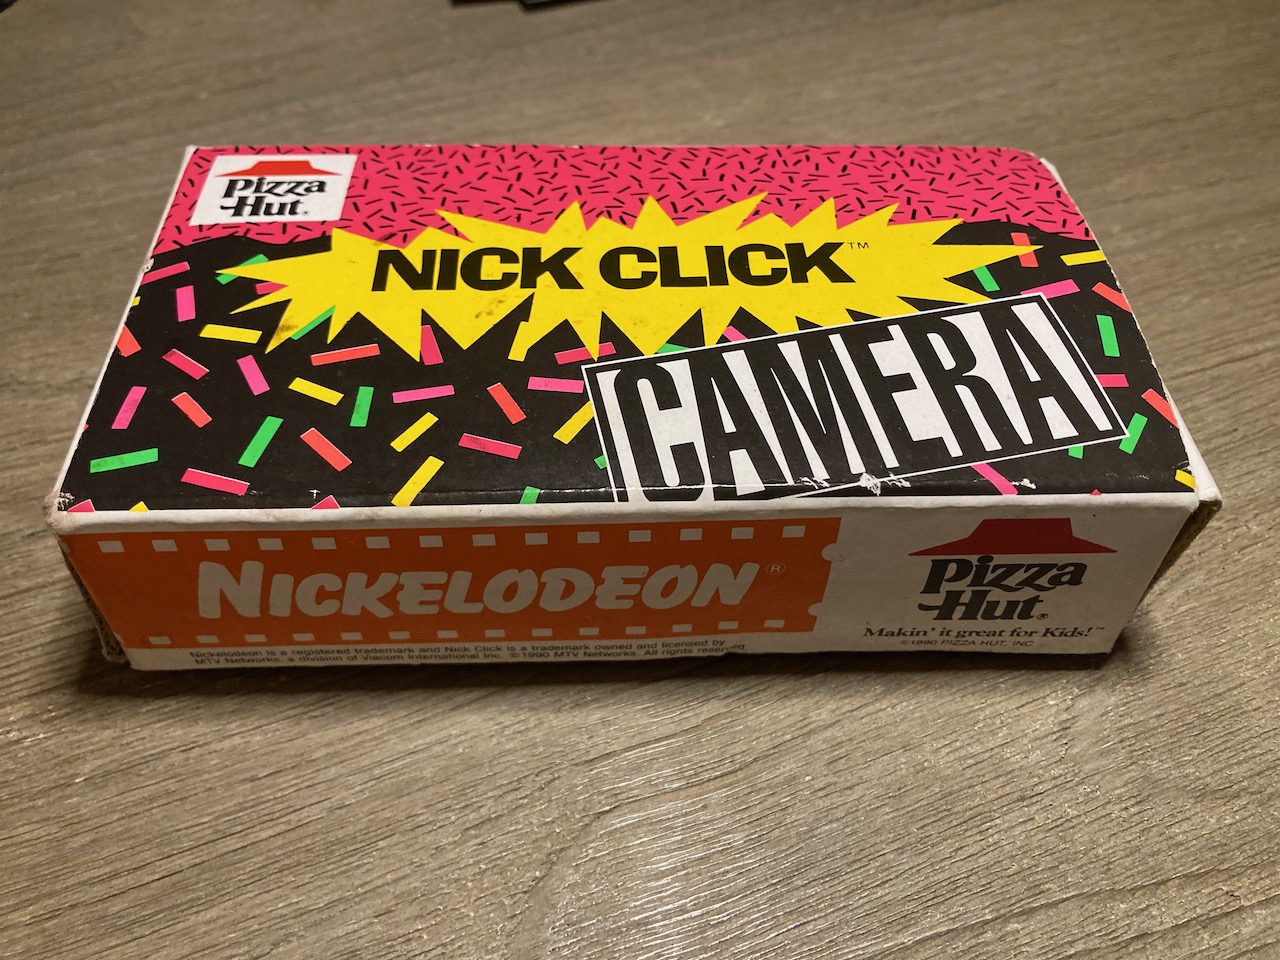 Pizza
Hut®
NICK CLICK™
CAMERA
NICKELODEON®
Nickelodeon is a registered trademark and Nick Click is a trademark owned and licensed by
MTV Networks, a division of Viacom International Inc. ©1990 MTV Networks. All rights reserved
Pizza
Hut®
Makin' it great for Kids!™
©1990 PIZZA HUT, INC